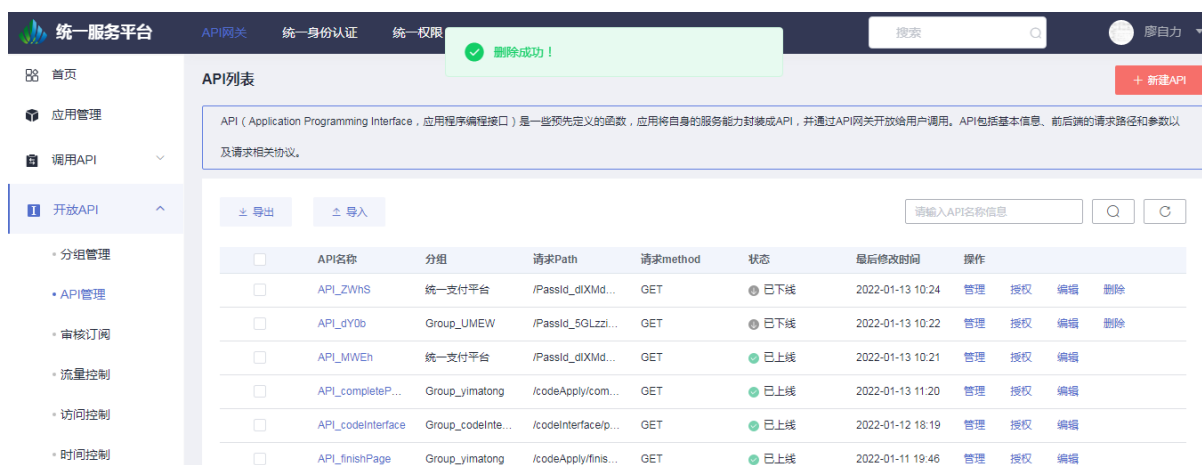 统一服务平台
API网关 统一身份认证 统一权限
删除成功！
搜索
廖自力
首页
应用管理
调用API
开放API
分组管理
API管理
审核订阅
流量控制
访问控制
时间控制
API列表
+ 新建API
API（Application Programming Interface，应用程序编程接口）是一些预先定义的函数，应用将自身的服务能力封装成API，并通过API网关开放给用户调用。API包括基本信息、前后端的请求路径和参数以
及请求相关协议。
导出 导入
请输入API名称信息
API名称 分组 请求Path 请求method 状态 最后修改时间 操作
API_ZWhS 统一支付平台 /PassId_dIXMd... GET 已下线 2022-01-13 10:24 管理 授权 编辑 删除
API_dY0b Group_UMEW /PassId_5GLzzi... GET 已下线 2022-01-13 10:22 管理 授权 编辑 删除
API_MWEh 统一支付平台 /PassId_dIXMd... GET 已上线 2022-01-13 10:21 管理 授权 编辑
API_completeP... Group_yimatong /codeApply/com... GET 已上线 2022-01-13 11:20 管理 授权 编辑
API_codeInterface Group_codeInte... /codeInterface/p... GET 已上线 2022-01-12 18:19 管理 授权 编辑
API_finishPage Group_yimatong /codeApply/finis... GET 已上线 2022-01-11 19:46 管理 授权 编辑